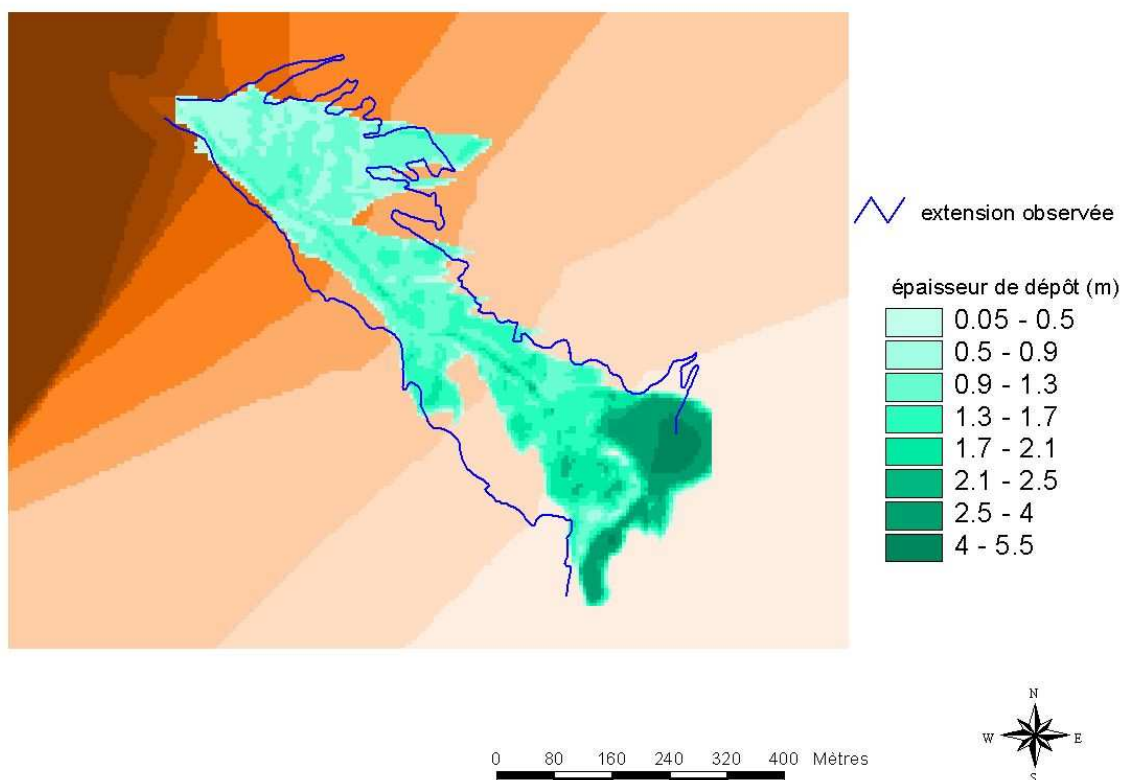 extension observée
épaisseur de dépôt (m)
0.05 - 0.5
0.5 - 0.9
0.9 - 1.3
1.3 - 1.7
1.7 - 2.1
2.1 - 2.5
2.5 - 4
4 - 5.5
N
W E
S
0 80 160 240 320 400 Mètres